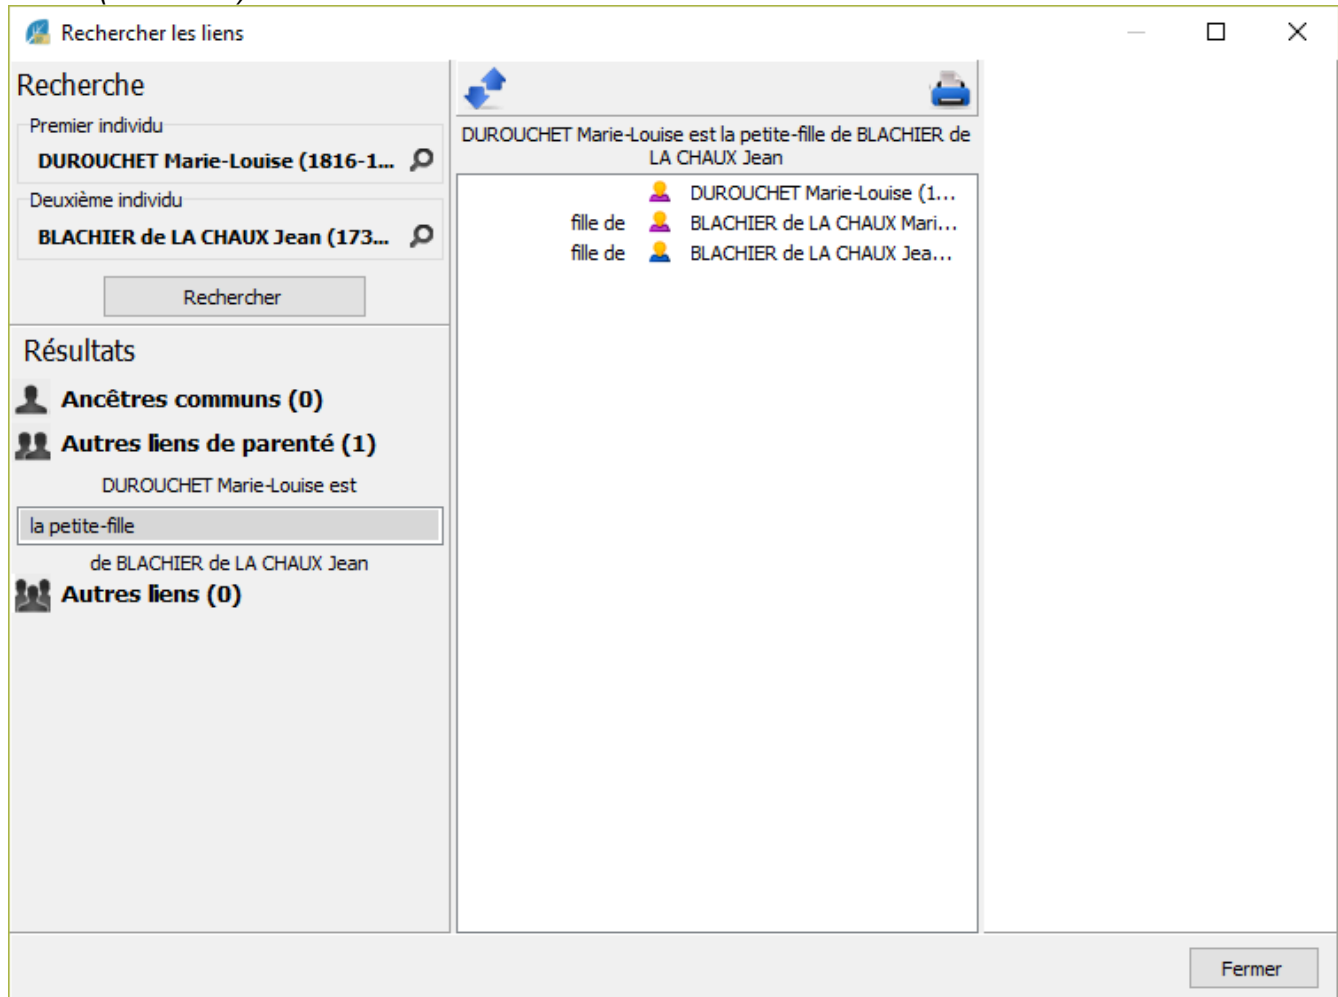 Rechercher les liens
Recherche
Premier individu
DUROUCHET Marie-Louise (1816-1...
Deuxième individu
BLACHIER de LA CHAUX Jean (173...
Rechercher
Résultats
Ancêtres communs (0)
Autres liens de parenté (1)
DUROUCHET Marie-Louise est
la petite-fille
de BLACHIER de LA CHAUX Jean
Autres liens (0)
DUROUCHET Marie-Louise est la petite-fille de BLACHIER de
LA CHAUX Jean
DUROUCHET Marie-Louise (1...
fille de BLACHIER de LA CHAUX Mari...
fille de BLACHIER de LA CHAUX Jea...
Fermer